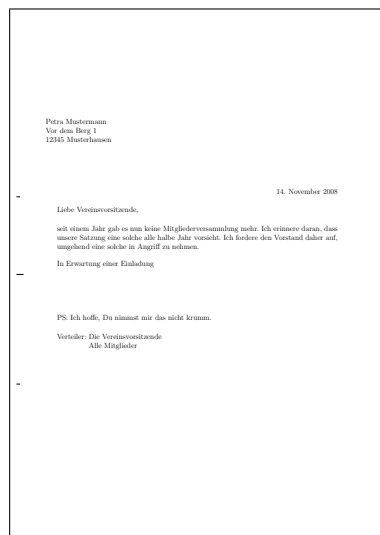 Petra Mustermann
Vor dem Berg 1
12345 Musterhausen
14. November 2008
Liebe Vereinsvorsitzende,
seit einem Jahr gab es nun keine Mitgliederversammlung mehr. Ich erinnere daran, dass
unsere Satzung eine solche alle halbe Jahr vorsieht. Ich fordere den Vorstand daher auf,
umgehend eine solche in Angriff zu nehmen.
In Erwartung einer Einladung
PS: Ich hoffe, Du nimmst mir das nicht krumm.
Verteiler: Die Vereinsvorsitzende
Alle Mitglieder